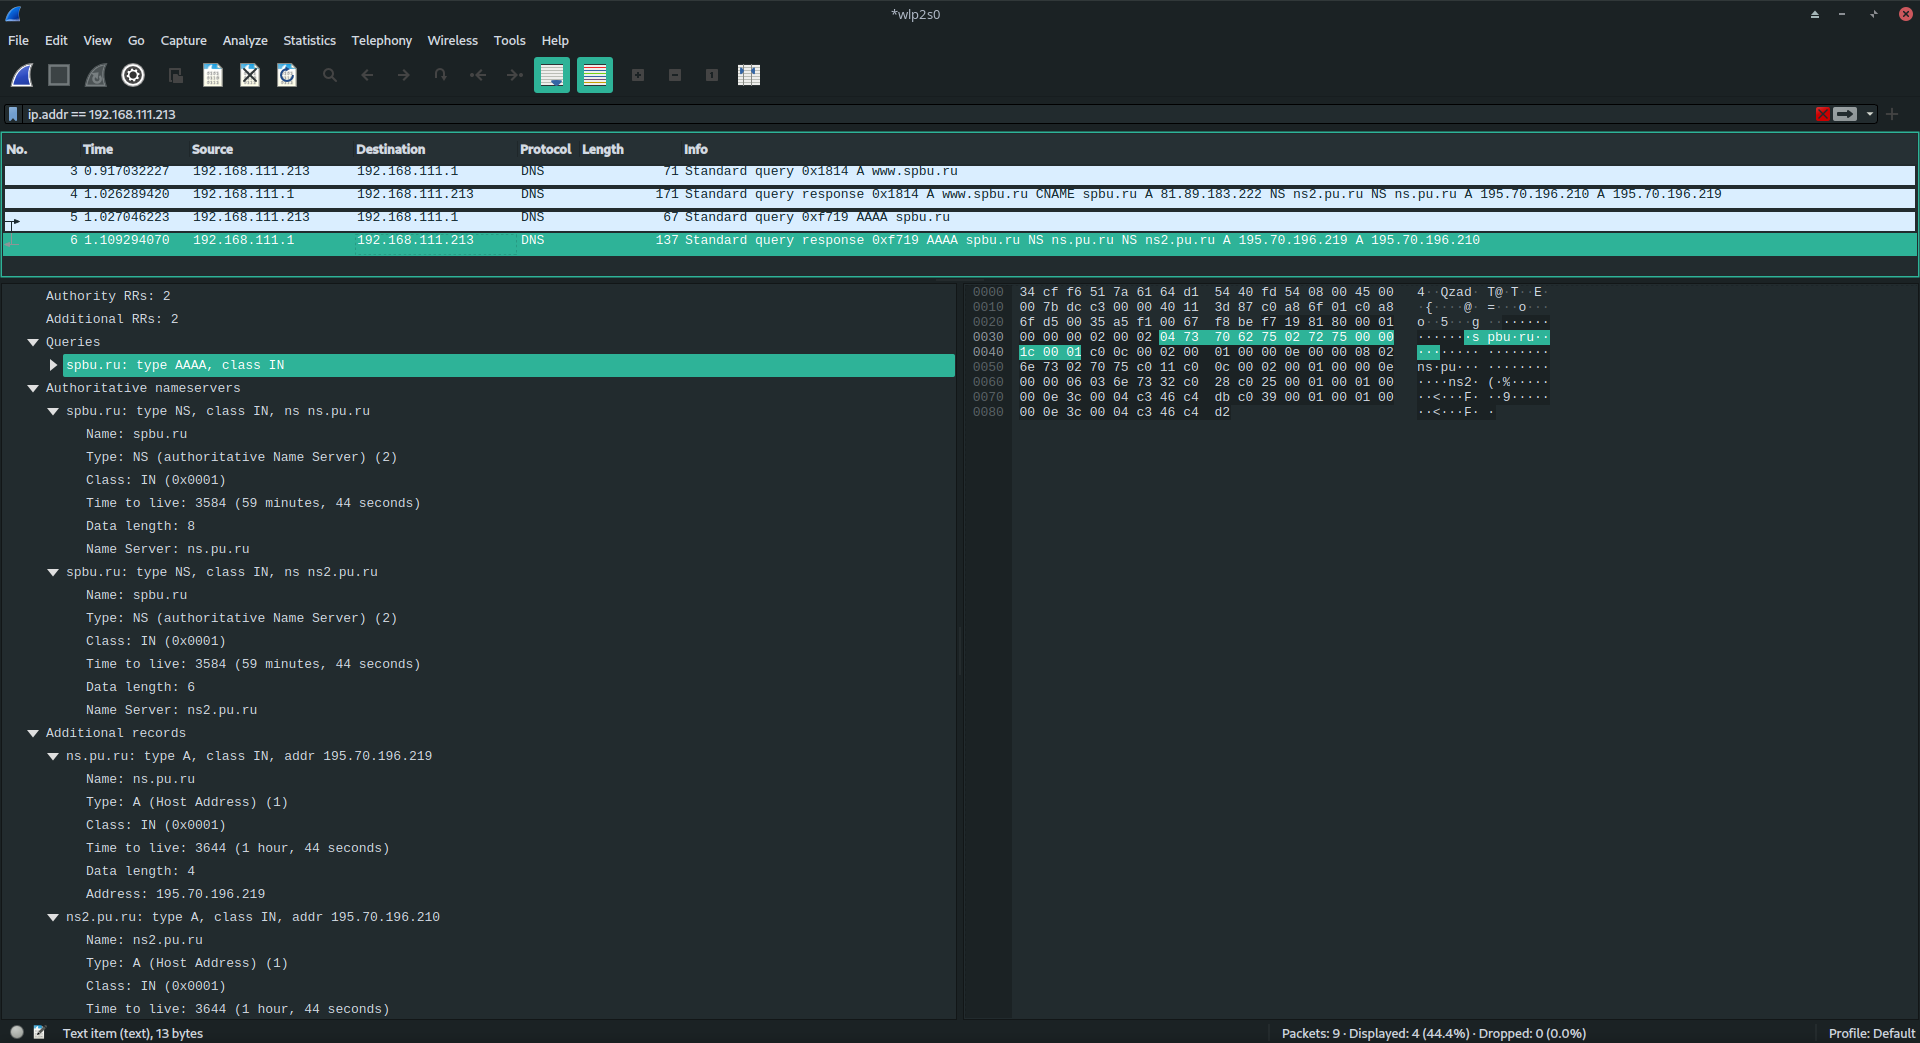 *wlp2s0
File Edit View Go Capture Analyze Statistics Telephony Wireless Tools Help
ip.addr == 192.168.111.213
No. Time Source Destination Protocol Length Info
3 0.917032227 192.168.111.213 192.168.111.1 DNS 71 Standard query 0x1814 A www.spbu.ru
4 1.026289420 192.168.111.1 192.168.111.213 DNS 171 Standard query response 0x1814 A www.spbu.ru CNAME spbu.ru A 81.89.183.222 NS ns2.pu.ru NS ns.pu.ru A 195.70.196.210 A 195.70.196.219
5 1.027046223 192.168.111.213 192.168.111.1 DNS 67 Standard query 0xf719 AAAA spbu.ru
6 1.109294070 192.168.111.1 192.168.111.213 DNS 137 Standard query response 0xf719 AAAA spbu.ru NS ns.pu.ru NS ns2.pu.ru A 195.70.196.219 A 195.70.196.210
Authority RRs: 2
Additional RRs: 2
Queries
spbu.ru: type AAAA, class IN
Authoritative nameservers
spbu.ru: type NS, class IN, ns ns.pu.ru
Name: spbu.ru
Type: NS (authoritative Name Server) (2)
Class: IN (0x0001)
Time to live: 3584 (59 minutes, 44 seconds)
Data length: 8
Name Server: ns.pu.ru
spbu.ru: type NS, class IN, ns ns2.pu.ru
Name: spbu.ru
Type: NS (authoritative Name Server) (2)
Class: IN (0x0001)
Time to live: 3584 (59 minutes, 44 seconds)
Data length: 6
Name Server: ns2.pu.ru
Additional records
ns.pu.ru: type A, class IN, addr 195.70.196.219
Name: ns.pu.ru
Type: A (Host Address) (1)
Class: IN (0x0001)
Time to live: 3644 (1 hour, 44 seconds)
Data length: 4
Address: 195.70.196.219
ns2.pu.ru: type A, class IN, addr 195.70.196.210
Name: ns2.pu.ru
Type: A (Host Address) (1)
Class: IN (0x0001)
Time to live: 3644 (1 hour, 44 seconds)
0000 34 cf f6 51 7a 61 64 d1 54 40 fd 54 08 00 45 00 4··Qzad· T@·T··E·
0010 00 7b dc c3 00 00 40 11 3d 87 c0 a8 6f 01 c0 a8 ·{····@· =···o···
0020 6f d5 00 35 a5 f1 00 67 f8 be f7 19 81 80 00 01 o··5···g ········
0030 00 00 00 02 00 02 04 73 70 62 75 02 72 75 00 00 ·······s pbu·ru··
0040 1c 00 01 c0 0c 00 02 00 01 00 00 0e 00 00 08 02 ········ ········
0050 6e 73 02 70 75 c0 11 c0 0c 00 02 00 01 00 00 0e ns·pu··· ········
0060 00 00 06 03 6e 73 32 c0 28 c0 25 00 01 00 01 00 ····ns2· (·%·····
0070 00 0e 3c 00 04 c3 46 c4 db c0 39 00 01 00 01 00 ··<···F· ··9·····
0080 00 0e 3c 00 04 c3 46 c4 d2 ··<···F· ·
Text item (text), 13 bytes
Packets: 9 · Displayed: 4 (44.4%) · Dropped: 0 (0.0%)
Profile: Default